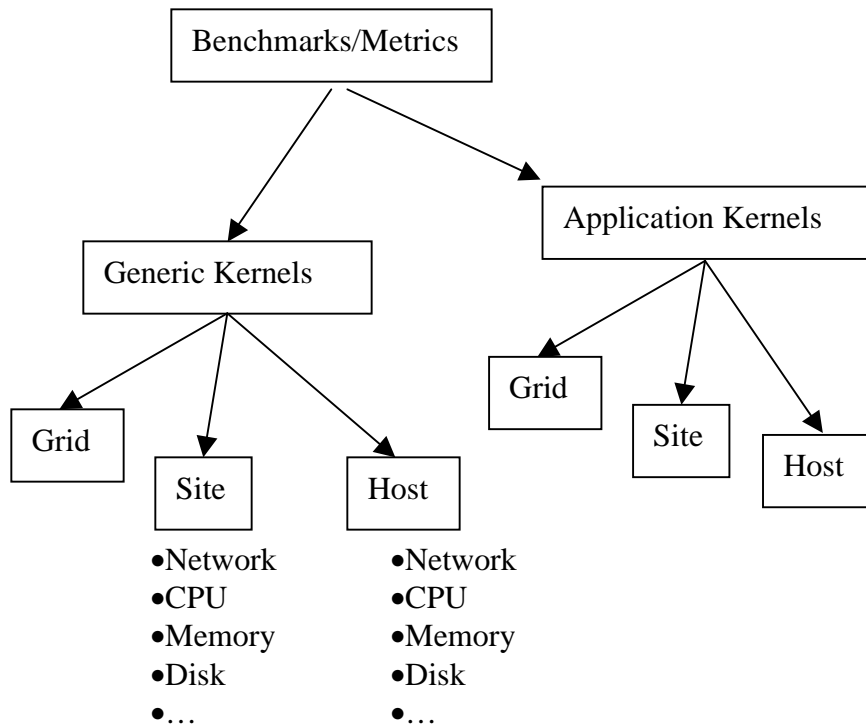 Benchmarks/Metrics
Application Kernels
Generic Kernels
Grid
Site
Host
Grid
Site
Host
•Network
•CPU
•Memory
•Disk
•…
•Network
•CPU
•Memory
•Disk
•…